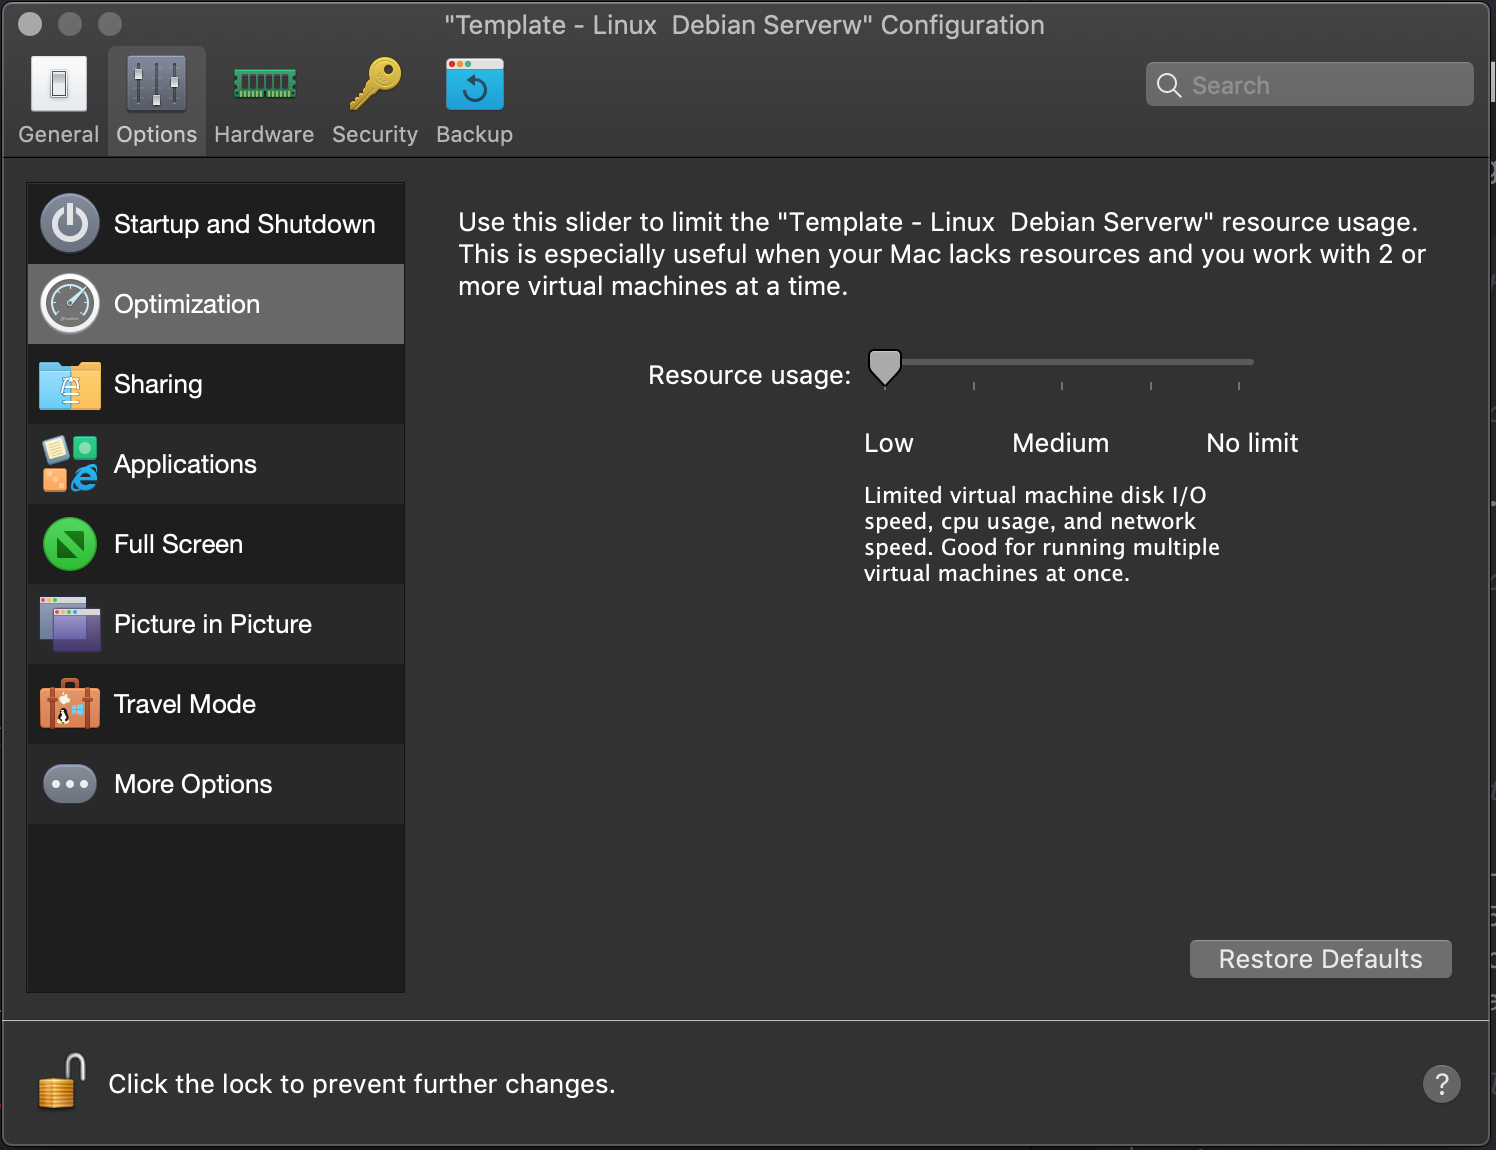 "Template - Linux  Debian Serverw" Configuration
General
Options
Hardware
Security
Backup
Search
Startup and Shutdown
Optimization
Sharing
Applications
Full Screen
Picture in Picture
Travel Mode
More Options
Use this slider to limit the "Template - Linux  Debian Serverw" resource usage.
This is especially useful when your Mac lacks resources and you work with 2 or
more virtual machines at a time.
Resource usage:
Low
Medium
No limit
Limited virtual machine disk I/O
speed, cpu usage, and network
speed. Good for running multiple
virtual machines at once.
Restore Defaults
Click the lock to prevent further changes.
?